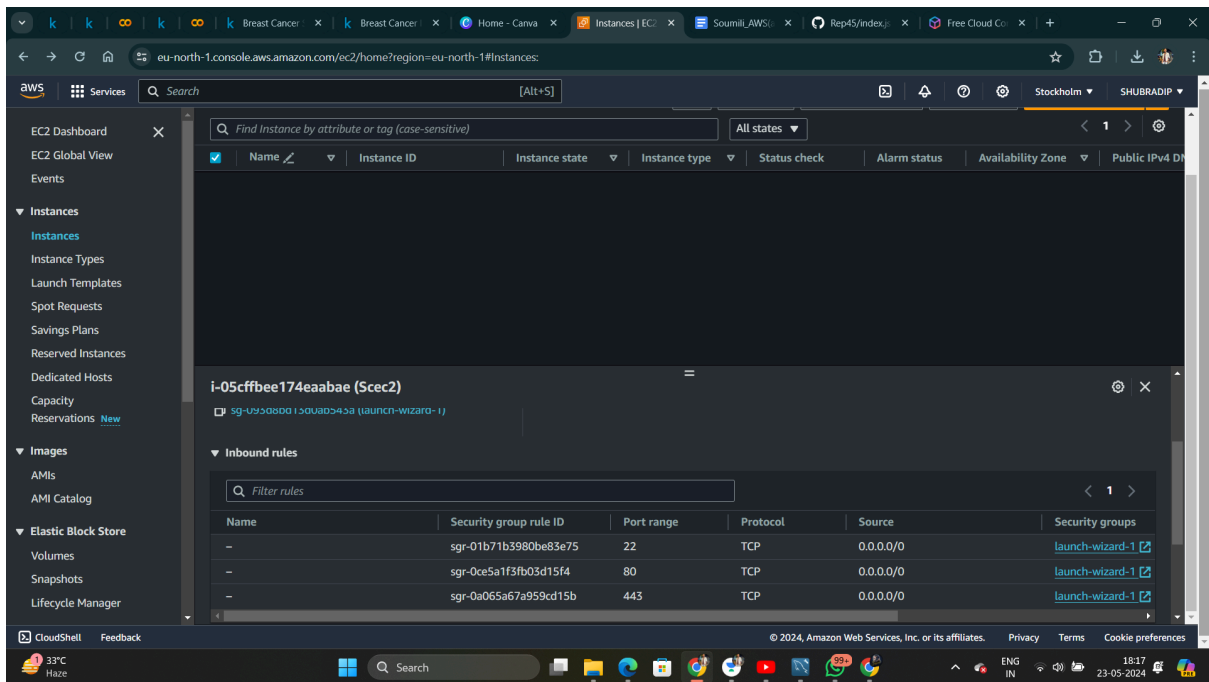 k k k Breast Cancer k Breast Cancer Home - Canva Instances | EC2 Soumili_AWS( Rep45/index.js Free Cloud Co
eu-north-1.console.aws.amazon.com/ec2/home?region=eu-north-1#Instances:
aws Services Search [Alt+S] Stockholm SHUBRADIP
EC2 Dashboard
EC2 Global View
Events
Instances
Instances
Instance Types
Launch Templates
Spot Requests
Savings Plans
Reserved Instances
Dedicated Hosts
Capacity
Reservations New
Images
AMIs
AMI Catalog
Elastic Block Store
Volumes
Snapshots
Lifecycle Manager
Find Instance by attribute or tag (case-sensitive) All states 1
Name Instance ID Instance state Instance type Status check Alarm status Availability Zone Public IPv4 DN
i-05cffbee174eaabae (Scec2)
sg-093d8bd13d0ab543a (launch-wizard-1)
Inbound rules
Filter rules 1
Name Security group rule ID Port range Protocol Source Security groups
– sgr-01b71b3980be83e75 22 TCP 0.0.0.0/0 launch-wizard-1
– sgr-0ce5a1f3fb03d15f4 80 TCP 0.0.0.0/0 launch-wizard-1
– sgr-0a065a67a959cd15b 443 TCP 0.0.0.0/0 launch-wizard-1
CloudShell Feedback © 2024, Amazon Web Services, Inc. or its affiliates. Privacy Terms Cookie preferences
1 33°C Search 99+ ENG 18:17
Haze IN 23-05-2024 PRE